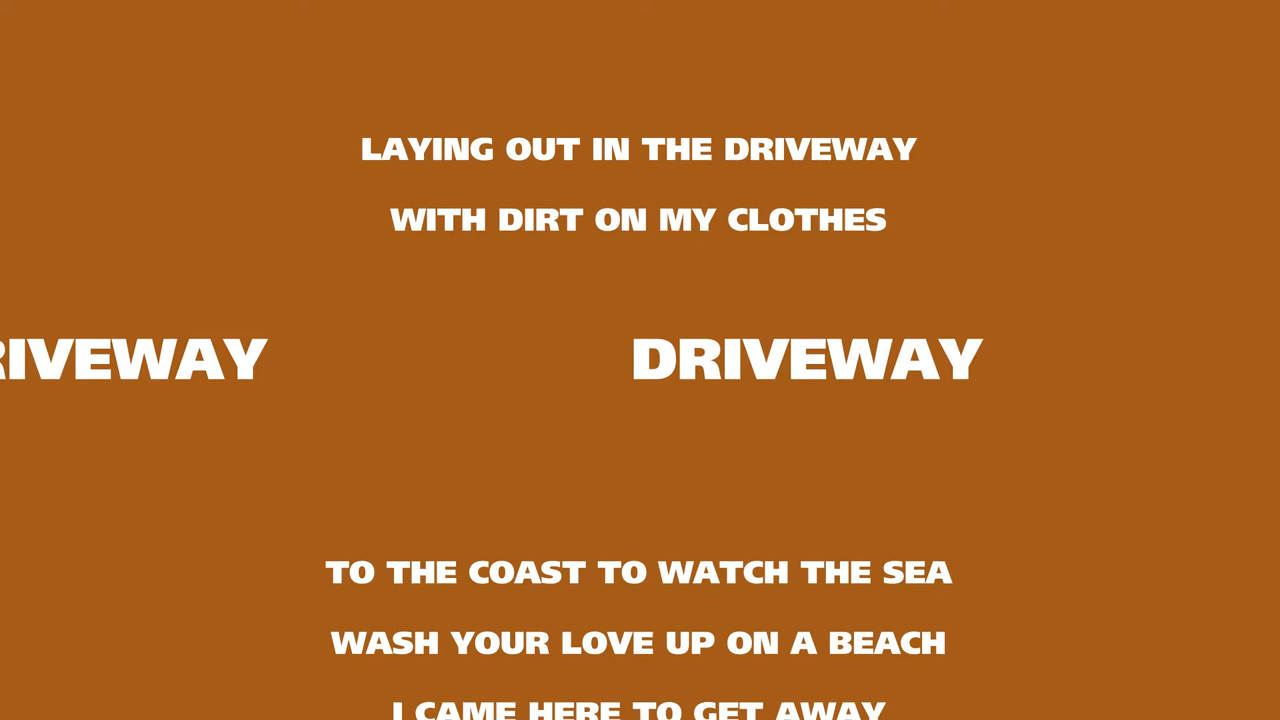 LAYING OUT IN THE DRIVEWAY
WITH DIRT ON MY CLOTHES
RIVEWAY DRIVEWAY
TO THE COAST TO WATCH THE SEA
WASH YOUR LOVE UP ON A BEACH
I CAME HERE TO GET AWAY